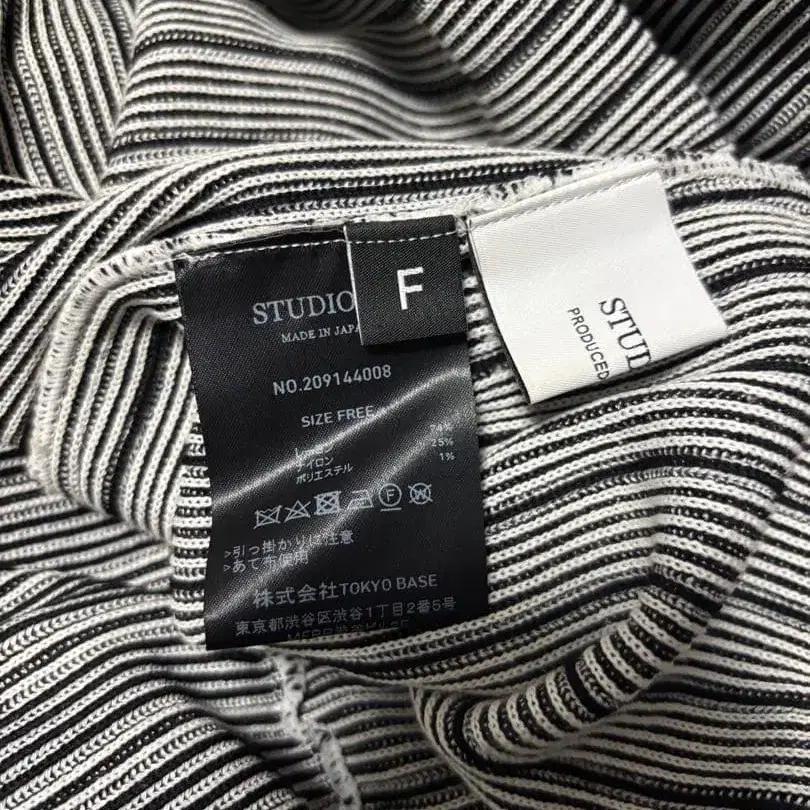 STUDIO
MADE IN JAPA
F
NO.209144008
SIZE FREE
74%
ナイロン 25%
ポリエステル 1%
F
W
>引っ掛かりに注意
>あて布使用
株式会社TOKYO BASE
東京都渋谷区渋谷1丁目2番5号
STUD
PRODUCED